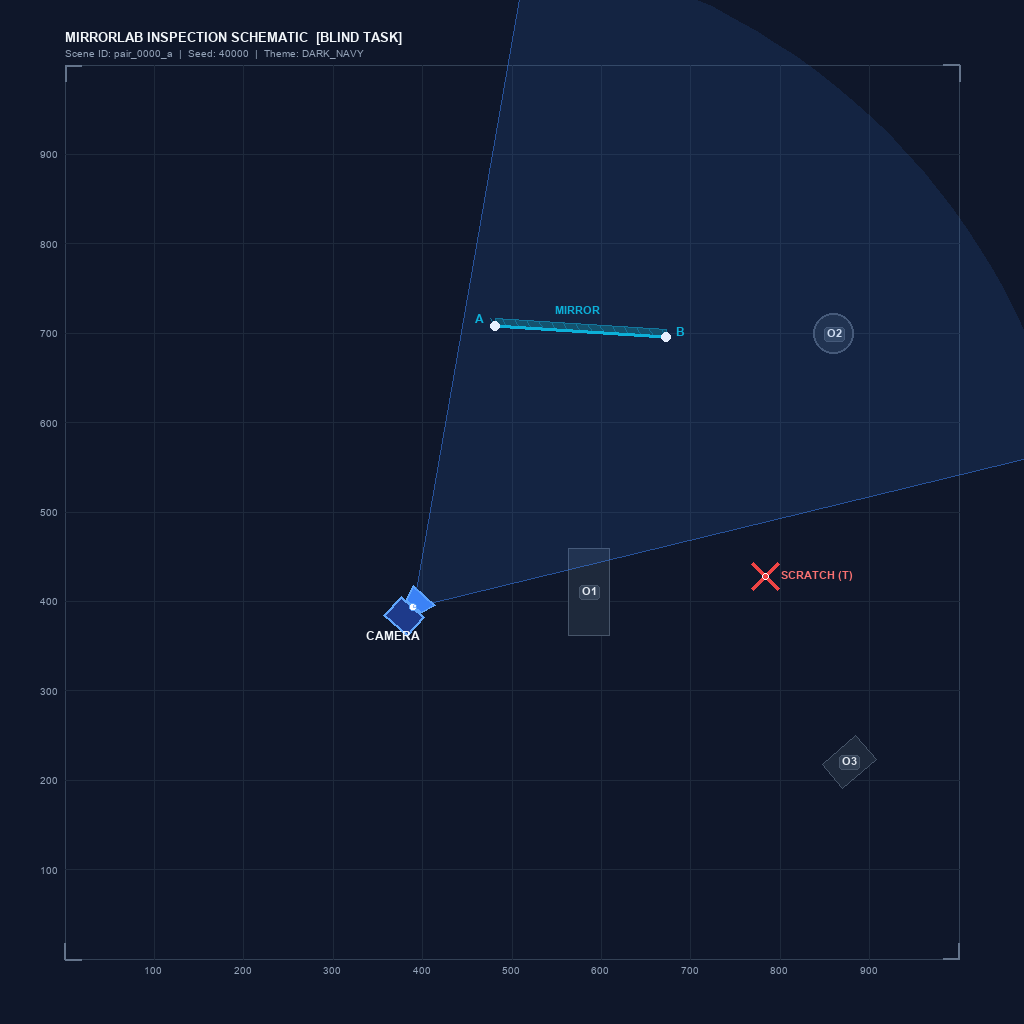 MIRRORLAB INSPECTION SCHEMATIC [BLIND TASK]
Scene ID: pair_0000_a | Seed: 40000 | Theme: DARK_NAVY
900
800
MIRROR
A
B
700
O2
600
500
SCRATCH (T)
O1
400
CAMERA
300
O3
200
100
100 200 300 400 500 600 700 800 900